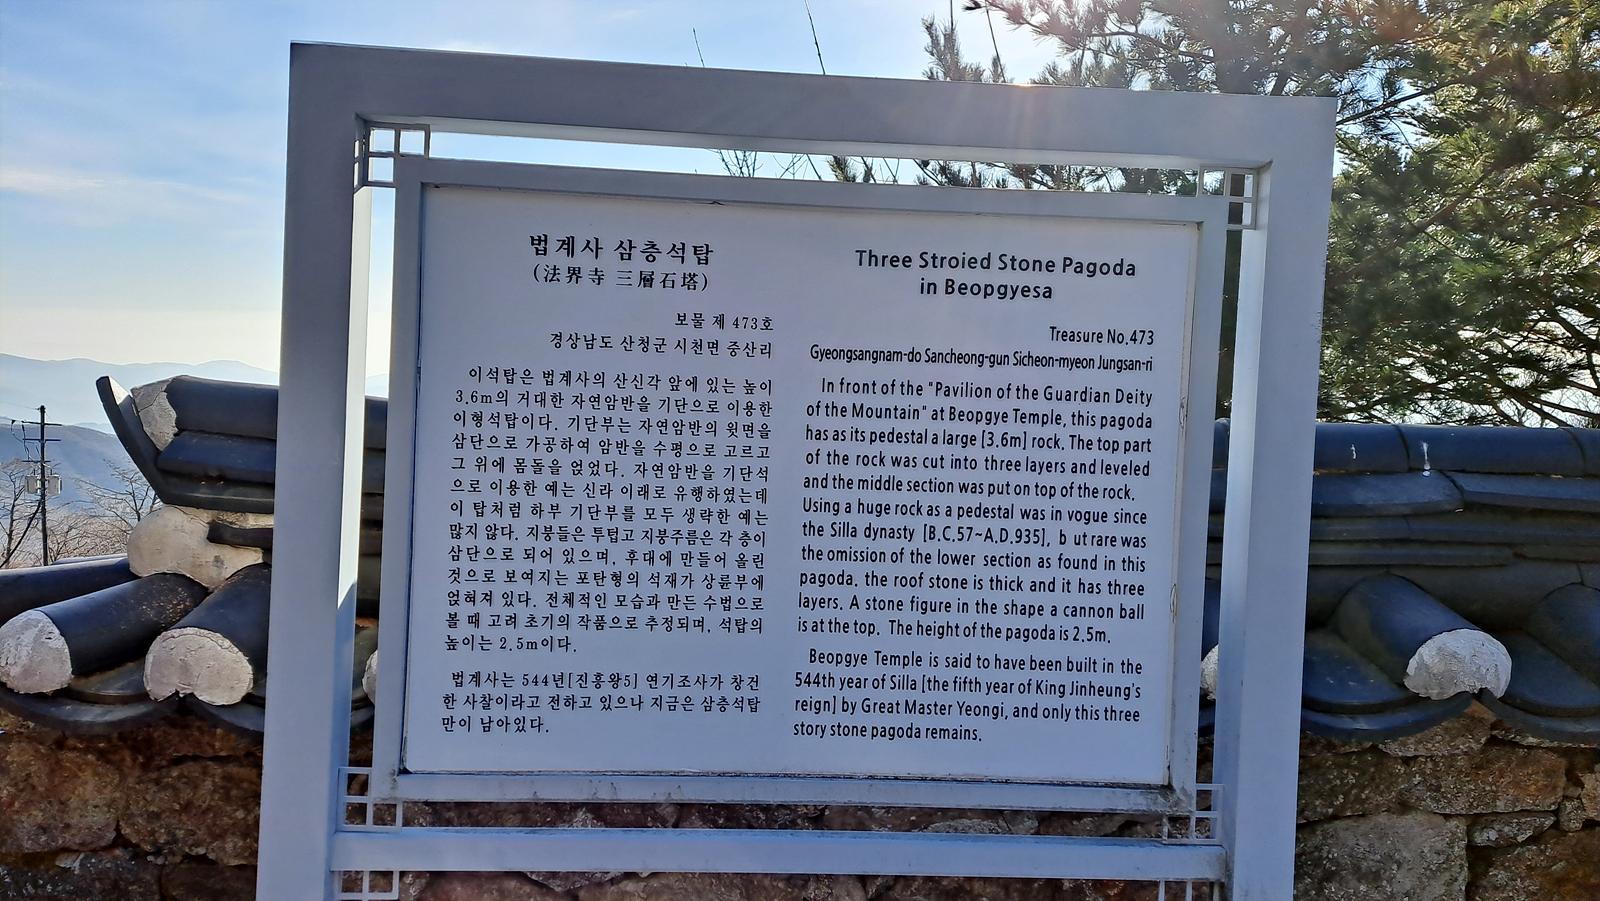 법계사 삼층석탑
(法界寺 三層石塔)
보물 제 473호
경상남도 산청군 시천면 중산리
이석탑은 법계사의 산신각 앞에 있는 높이
3.6m의 거대한 자연암반을 기단으로 이용한
이형석탑이다. 기단부는 자연암반의 윗면을
삼단으로 가공하여 암반을 수평으로 고르고
그 위에 몸돌을 얹었다. 자연암반을 기단석
으로 이용한 예는 신라 이래로 유행하였는데
이 탑처럼 하부 기단부를 모두 생략한 예는
많지 않다. 지붕들은 투텁고 지붕주름은 각 층이
삼단으로 되어 있으며, 후대에 만들어 올린
것으로 보여지는 포탄형의 석재가 상륜부에
얹혀져 있다. 전체적인 모습과 만든 수법으로
볼 때 고려 초기의 작품으로 추정되며, 석탑의
높이는 2.5m이다.
법계사는 544년[진흥왕5] 연기조사가 창건
한 사찰이라고 전하고 있으나 지금은 삼층석탑
만이 남아있다.
Three Stroied Stone Pagoda
in Beopgyesa
Treasure No.473
Gyeongsangnam-do Sancheong-gun Sicheon-myeon Jungsan-ri
In front of the "Pavilion of the Guardian Deity
of the Mountain" at Beopgye Temple, this pagoda
has as its pedestal a large [3.6m] rock. The top part
of the rock was cut into three layers and leveled
and the middle section was put on top of the rock.
Using a huge rock as a pedestal was in vogue since
the Silla dynasty [B.C.57~A.D.935], b ut rare was
the omission of the lower section as found in this
pagoda. the roof stone is thick and it has three
layers. A stone figure in the shape a cannon ball
is at the top. The height of the pagoda is 2.5m.
Beopgye Temple is said to have been built in the
544th year of Silla [the fifth year of King Jinheung's
reign] by Great Master Yeongi, and only this three
story stone pagoda remains.